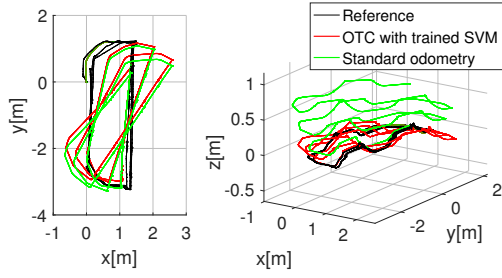 Reference
OTC with trained SVM
Standard odometry
2
0
-2
-4
y[m]
-1
0
1
2
3
x[m]
1
0.5
0
-0.5
z[m]
-1
0
1
2
x[m]
-2
0
2
y[m]